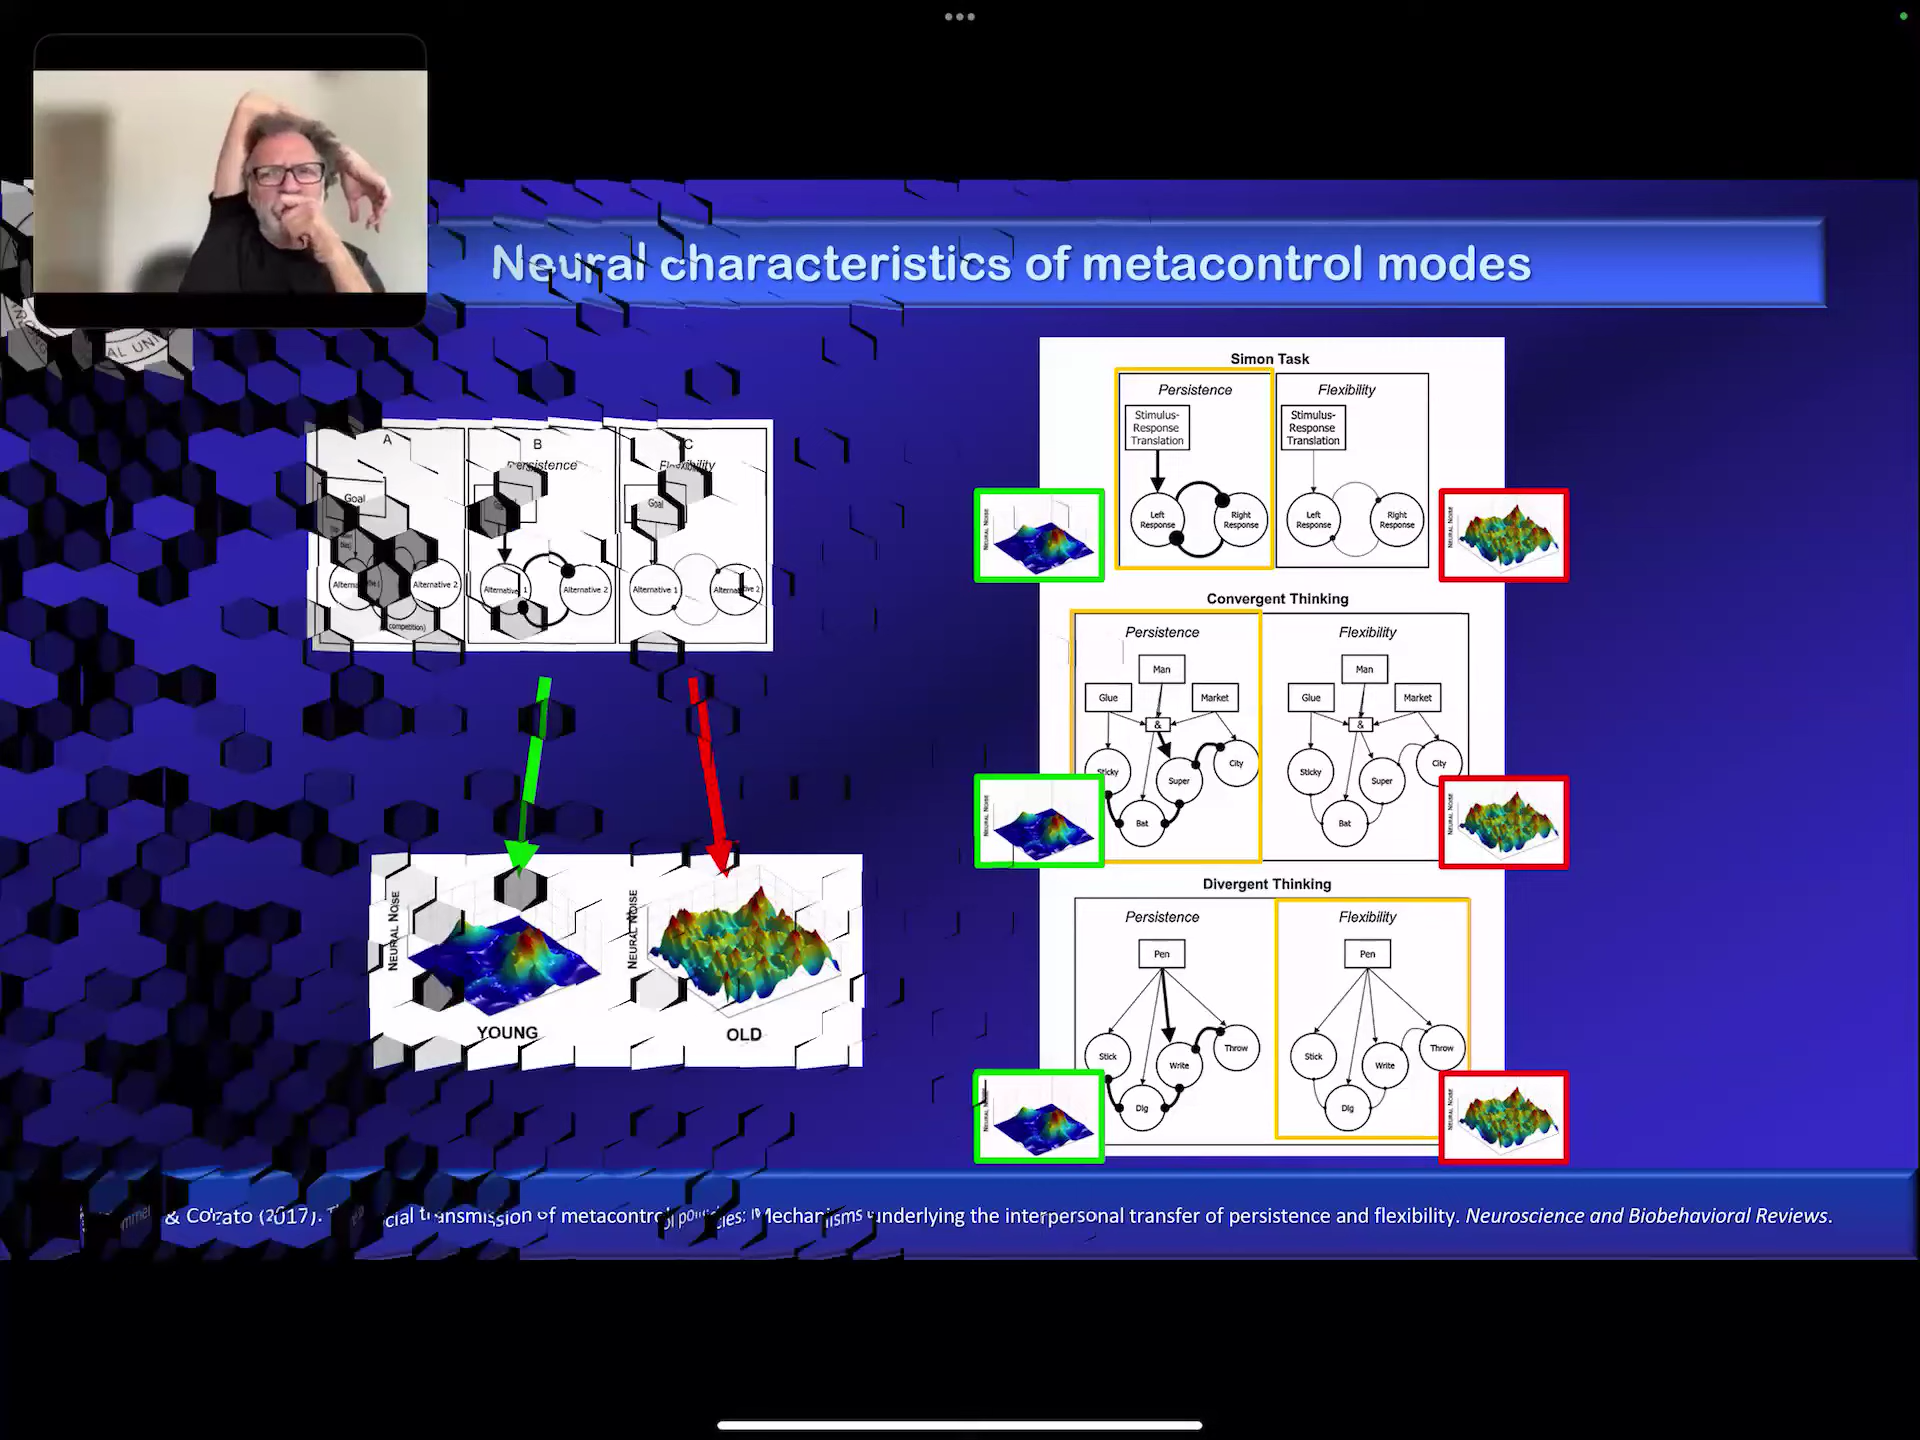 Neural characteristics of metacontrol modes
AL UNI
A
Goal
Alternative 2
competition)
B
Persistence
Alternative 1
Alternative 2
C
Flexibility
Goal
Alternative 1
Alternative 2
NEURAL NOISE
YOUNG
NEURAL NOISE
OLD
Simon Task
Persistence
Stimulus-
Response
Translation
Left
Response
Right
Response
Flexibility
Stimulus-
Response
Translation
Left
Response
Right
Response
NEURAL NOISE
NEURAL NOISE
Convergent Thinking
Persistence
Man
Glue
Market
&
Sticky
Super
City
Bat
Flexibility
Man
Glue
Market
&
Sticky
Super
City
Bat
NEURAL NOISE
NEURAL NOISE
Divergent Thinking
Persistence
Pen
Stick
Write
Throw
Dig
Flexibility
Pen
Stick
Write
Throw
Dig
NEURAL NOISE
NEURAL NOISE
& Colzato (2017). cial transmission of metacontrol policies: Mechanisms underlying the interpersonal transfer of persistence and flexibility. Neuroscience and Biobehavioral Reviews.